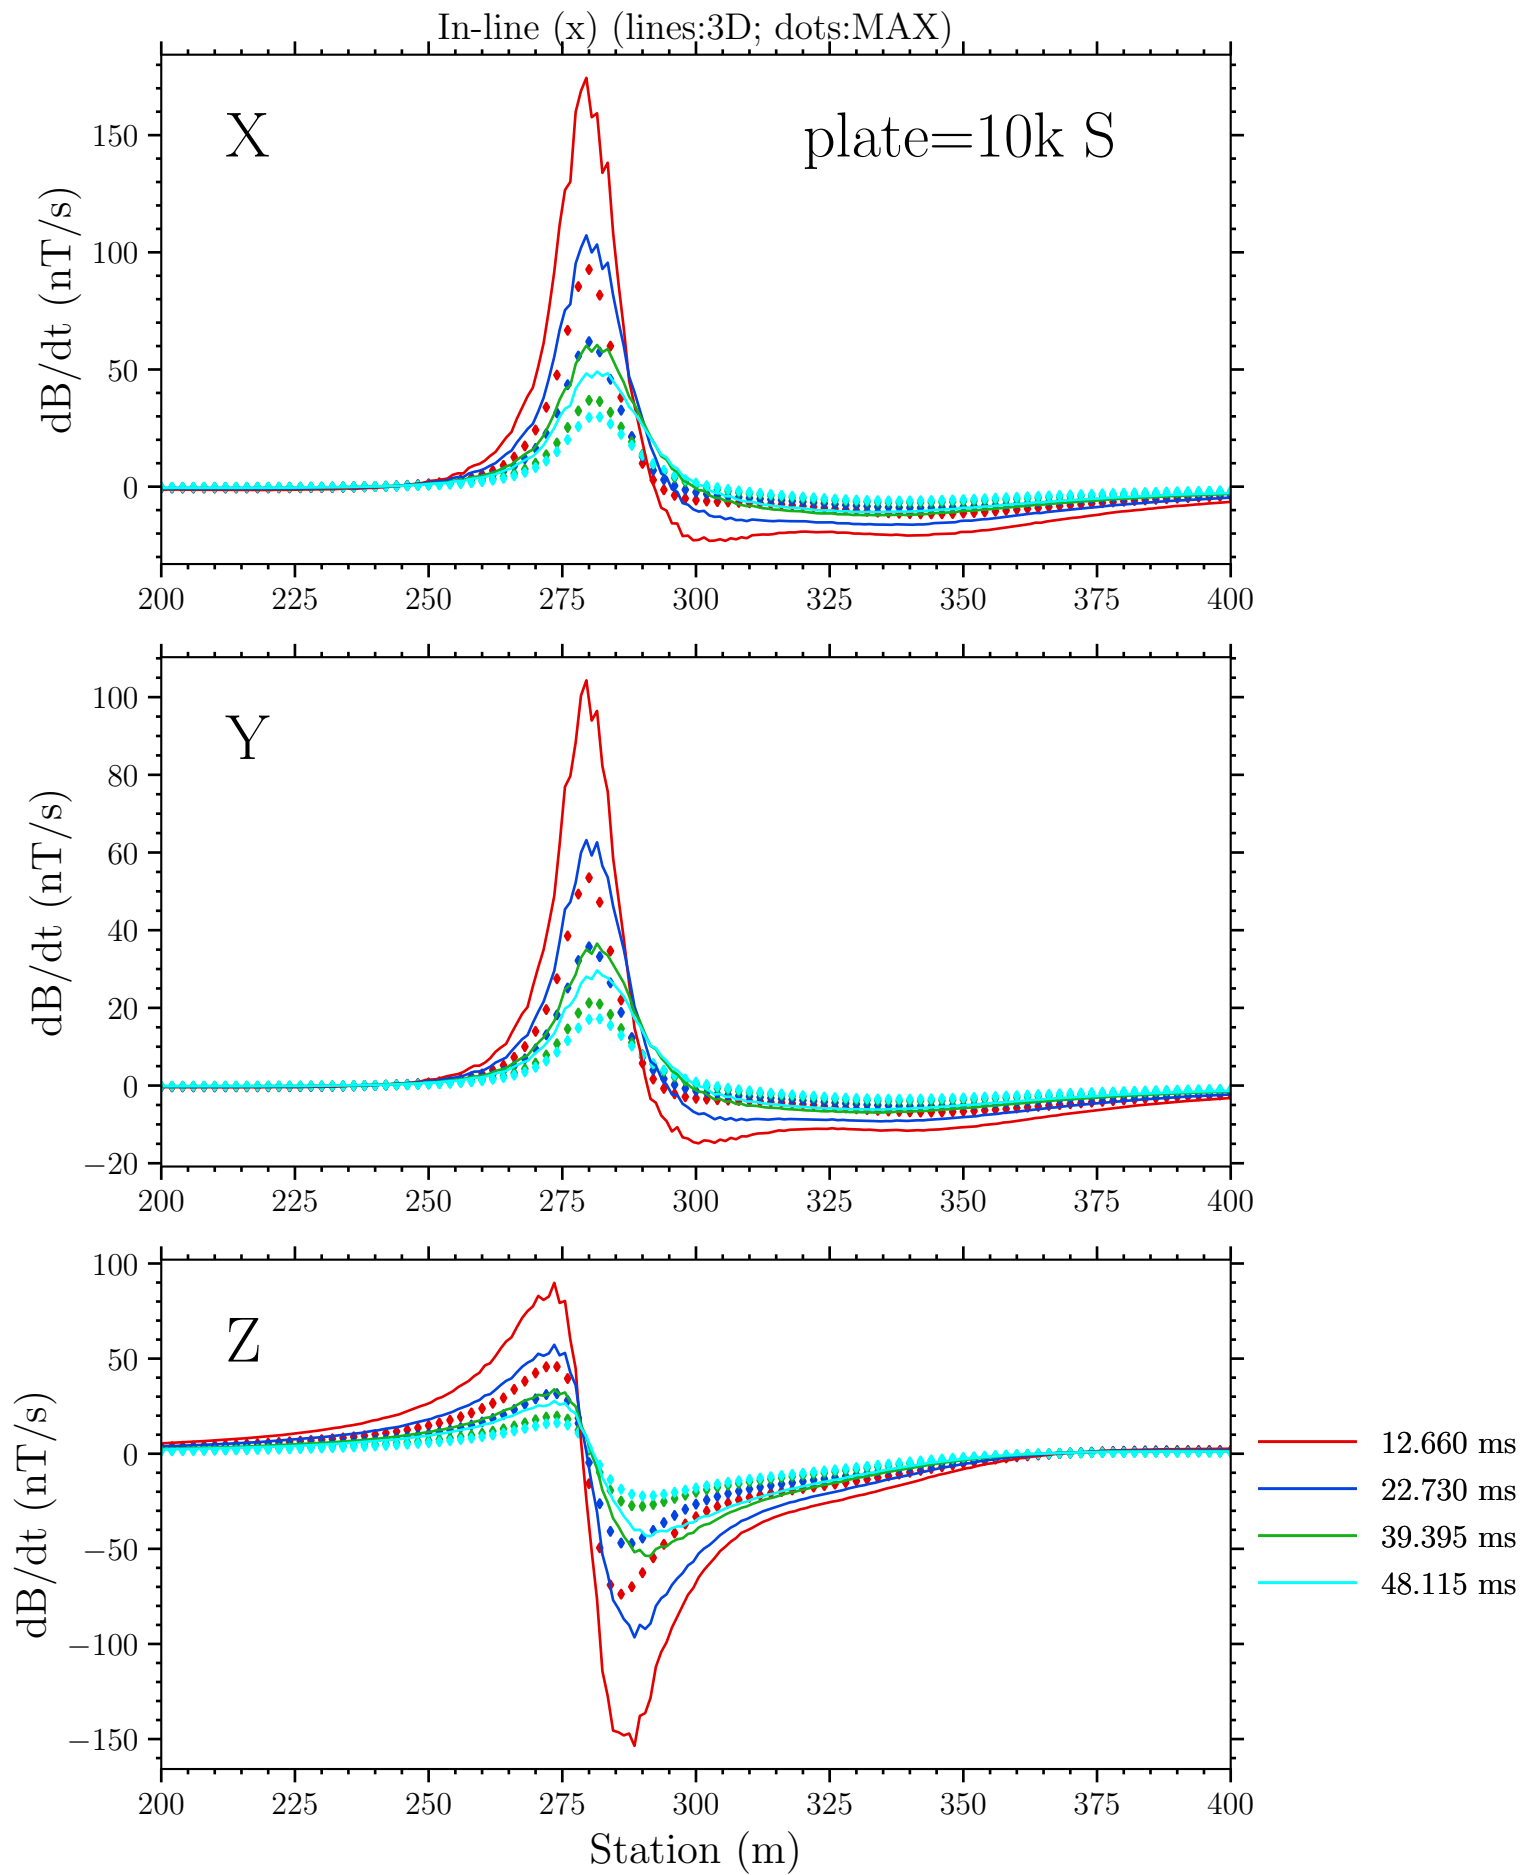 In-line (x) (lines:3D; dots:MAX)
X
plate=10k S
dB/dt (nT/s)
150
100
50
0
200 225 250 275 300 325 350 375 400
Y
dB/dt (nT/s)
100
80
60
40
20
0
−20
200 225 250 275 300 325 350 375 400
Z
dB/dt (nT/s)
100
50
0
−50
−100
−150
200 225 250 275 300 325 350 375 400
Station (m)
12.660 ms
22.730 ms
39.395 ms
48.115 ms